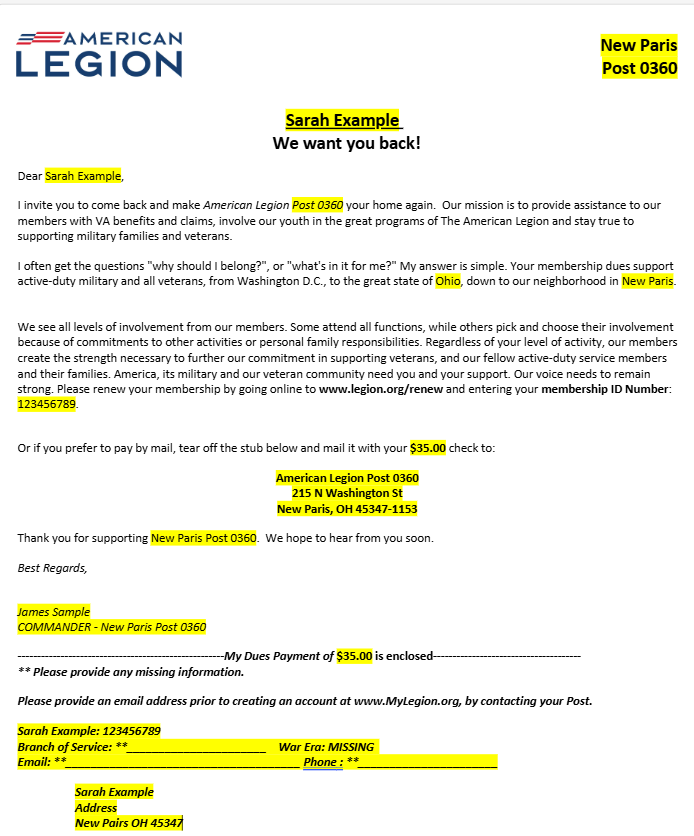 AMERICAN
LEGION
New Paris
Post 0360
Sarah Example
We want you back!
Dear Sarah Example,
I invite you to come back and make American Legion Post 0360 your home again.  Our mission is to provide assistance to our
members with VA benefits and claims, involve our youth in the great programs of The American Legion and stay true to
supporting military families and veterans.
I often get the questions "why should I belong?", or "what's in it for me?" My answer is simple. Your membership dues support
active-duty military and all veterans, from Washington D.C., to the great state of Ohio, down to our neighborhood in New Paris.
We see all levels of involvement from our members. Some attend all functions, while others pick and choose their involvement
because of commitments to other activities or personal family responsibilities. Regardless of your level of activity, our members
create the strength necessary to further our commitment in supporting veterans, and our fellow active-duty service members
and their families. America, its military and our veteran community need you and your support. Our voice needs to remain
strong. Please renew your membership by going online to www.legion.org/renew and entering your membership ID Number:
123456789.
Or if you prefer to pay by mail, tear off the stub below and mail it with your $35.00 check to:
American Legion Post 0360
215 N Washington St
New Paris, OH 45347-1153
Thank you for supporting New Paris Post 0360.  We hope to hear from you soon.
Best Regards,
James Sample
COMMANDER - New Paris Post 0360
----------------------------------------------------My Dues Payment of $35.00 is enclosed-------------------------------------
** Please provide any missing information.
Please provide an email address prior to creating an account at www.MyLegion.org, by contacting your Post.
Sarah Example: 123456789
Branch of Service: **______________________ War Era: MISSING
Email: **_____________________________________ Phone : **______________________
Sarah Example
Address
New Pairs OH 45347